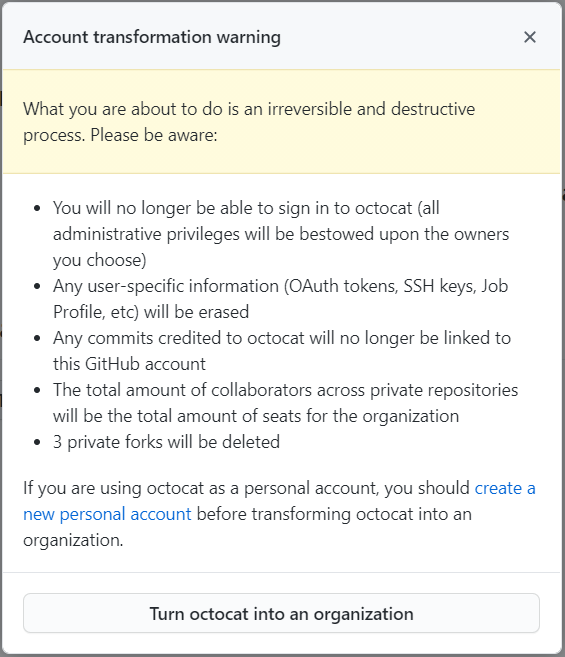 Account transformation warning
What you are about to do is an irreversible and destructive
process. Please be aware:
• You will no longer be able to sign in to octocat (all
administrative privileges will be bestowed upon the owners
you choose)
• Any user-specific information (OAuth tokens, SSH keys, Job
Profile, etc) will be erased
• Any commits credited to octocat will no longer be linked to
this GitHub account
• The total amount of collaborators across private repositories
will be the total amount of seats for the organization
• 3 private forks will be deleted
If you are using octocat as a personal account, you should create a
new personal account before transforming octocat into an
organization.
Turn octocat into an organization